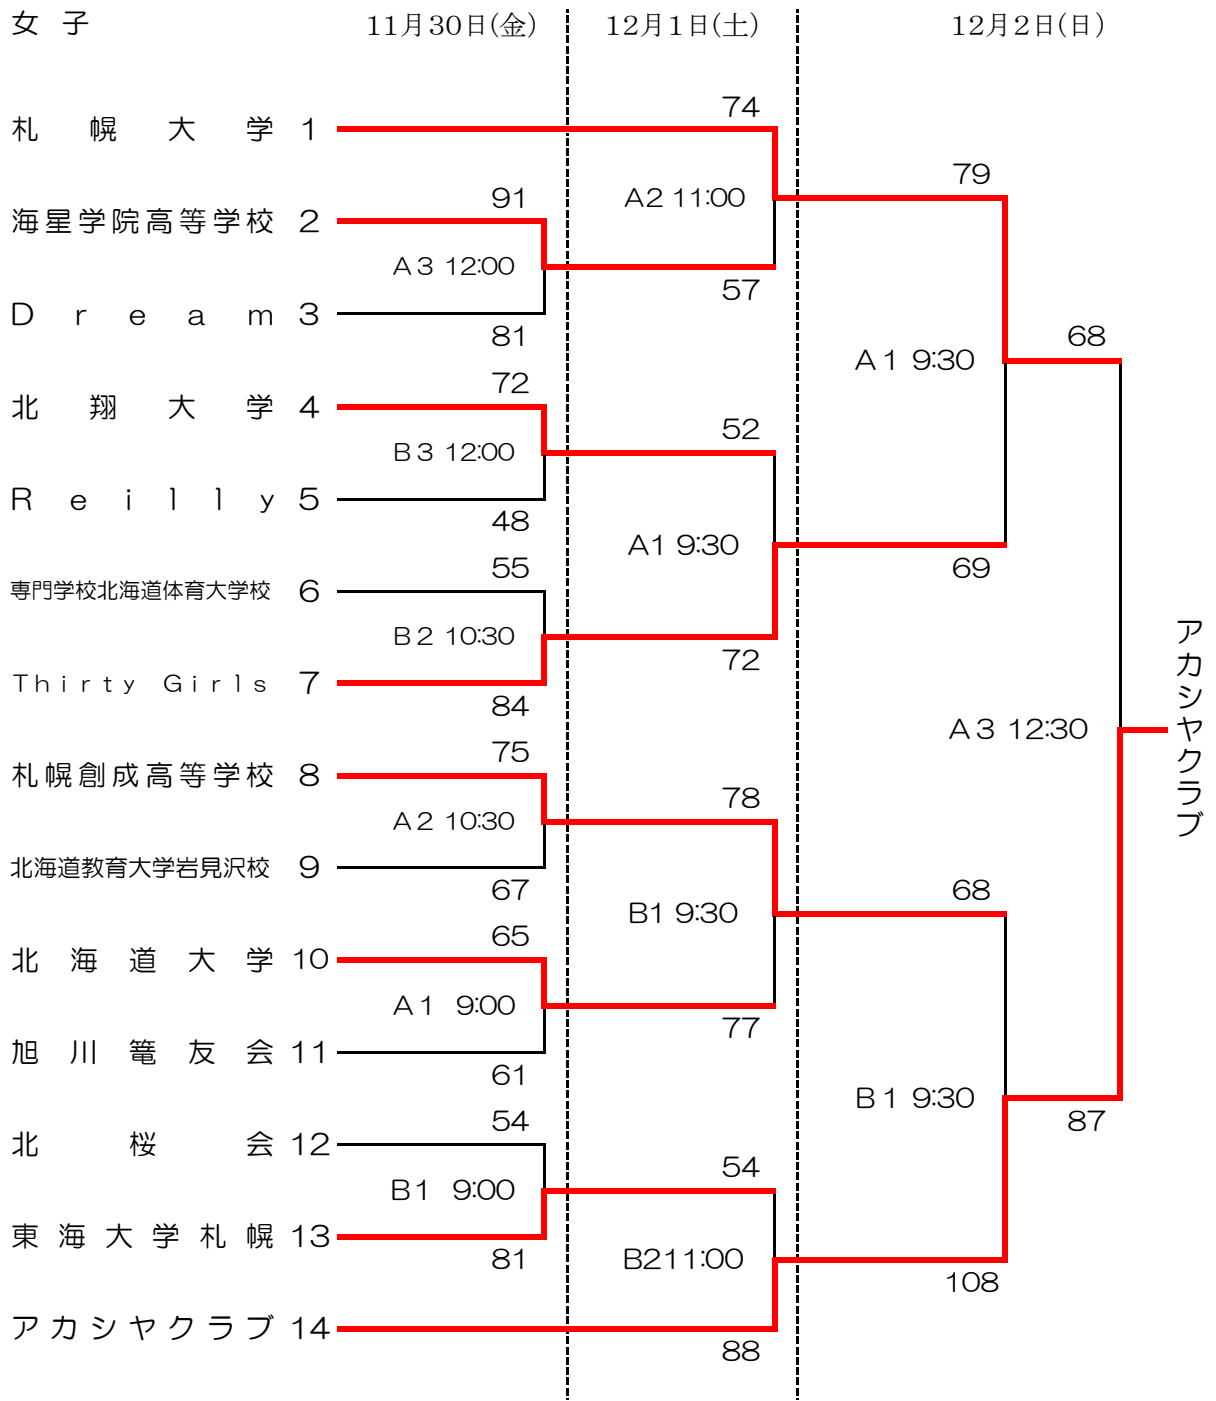 女子 11月30日(金) 12月1日(土) 12月2日(日)
74
札幌大学 1
79
91 A2 11:00
海星学院高等学校 2
A3 12:00
57
Dream 3
81 68
A1 9:30
72
北翔大学 4
52
B3 12:00
Reilly 5
48
A1 9:30
55 69
専門学校北海道体育大学校 6
B2 10:30
72
Thirty Girls 7
84
アカシヤクラブ
A3 12:30
75
札幌創成高等学校 8
78
A2 10:30
北海道教育大学岩見沢校 9
67 68
B1 9:30
65
北海道大学 10
A1 9:00
77
旭川篭友会 11
61
B1 9:30
54 87
北桜会 12
54
B1 9:00
東海大学札幌 13
81 B2 11:00
108
アカシヤクラブ 14
88